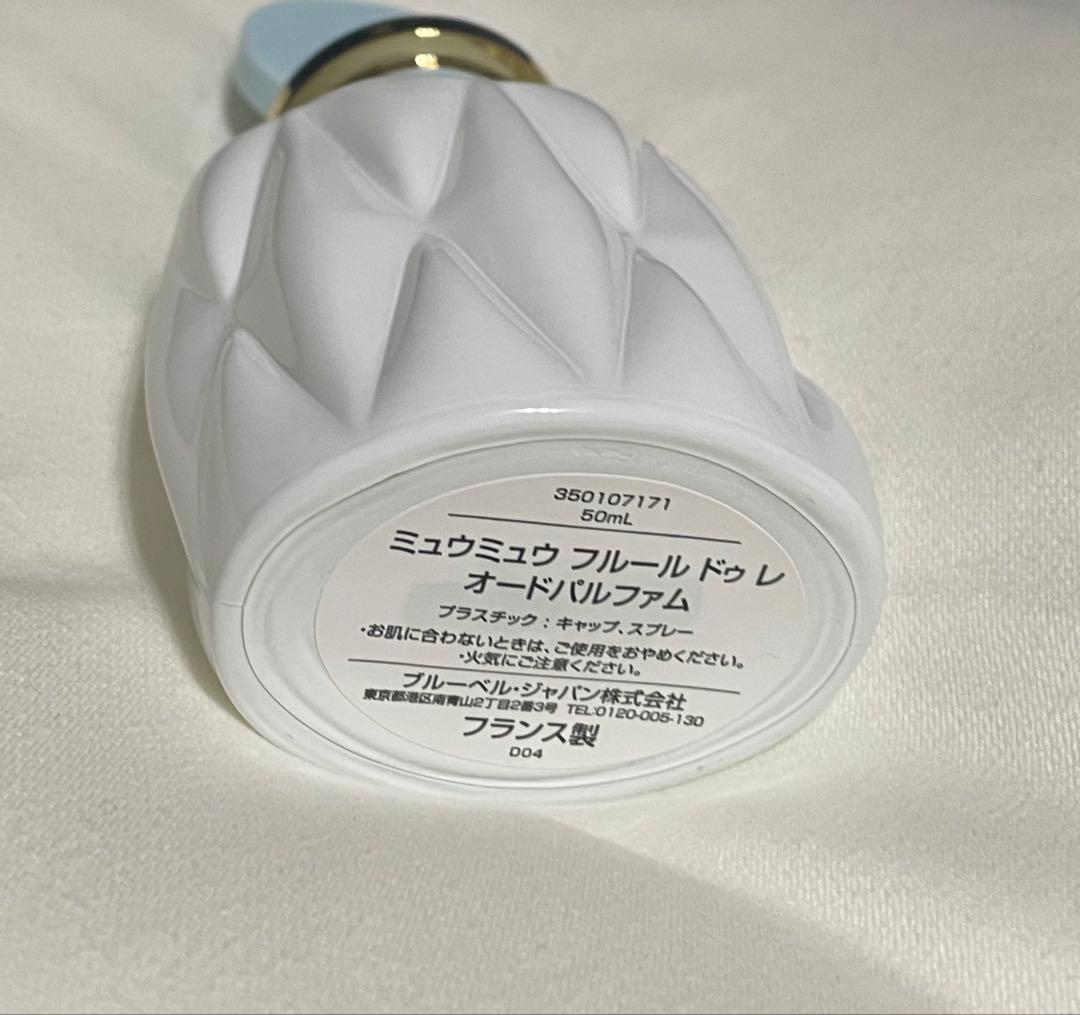 350107171
50mL
ミュウミュウ フルール ドゥ レ
オードパルファム
プラスチック：キャップ、スプレー
・お肌に合わないときは、ご使用をおやめください。
・火気にご注意ください。
ブルーベル・ジャパン株式会社
東京都港区南青山2丁目2番3号 TEL:0120-005-130
フランス製
D04